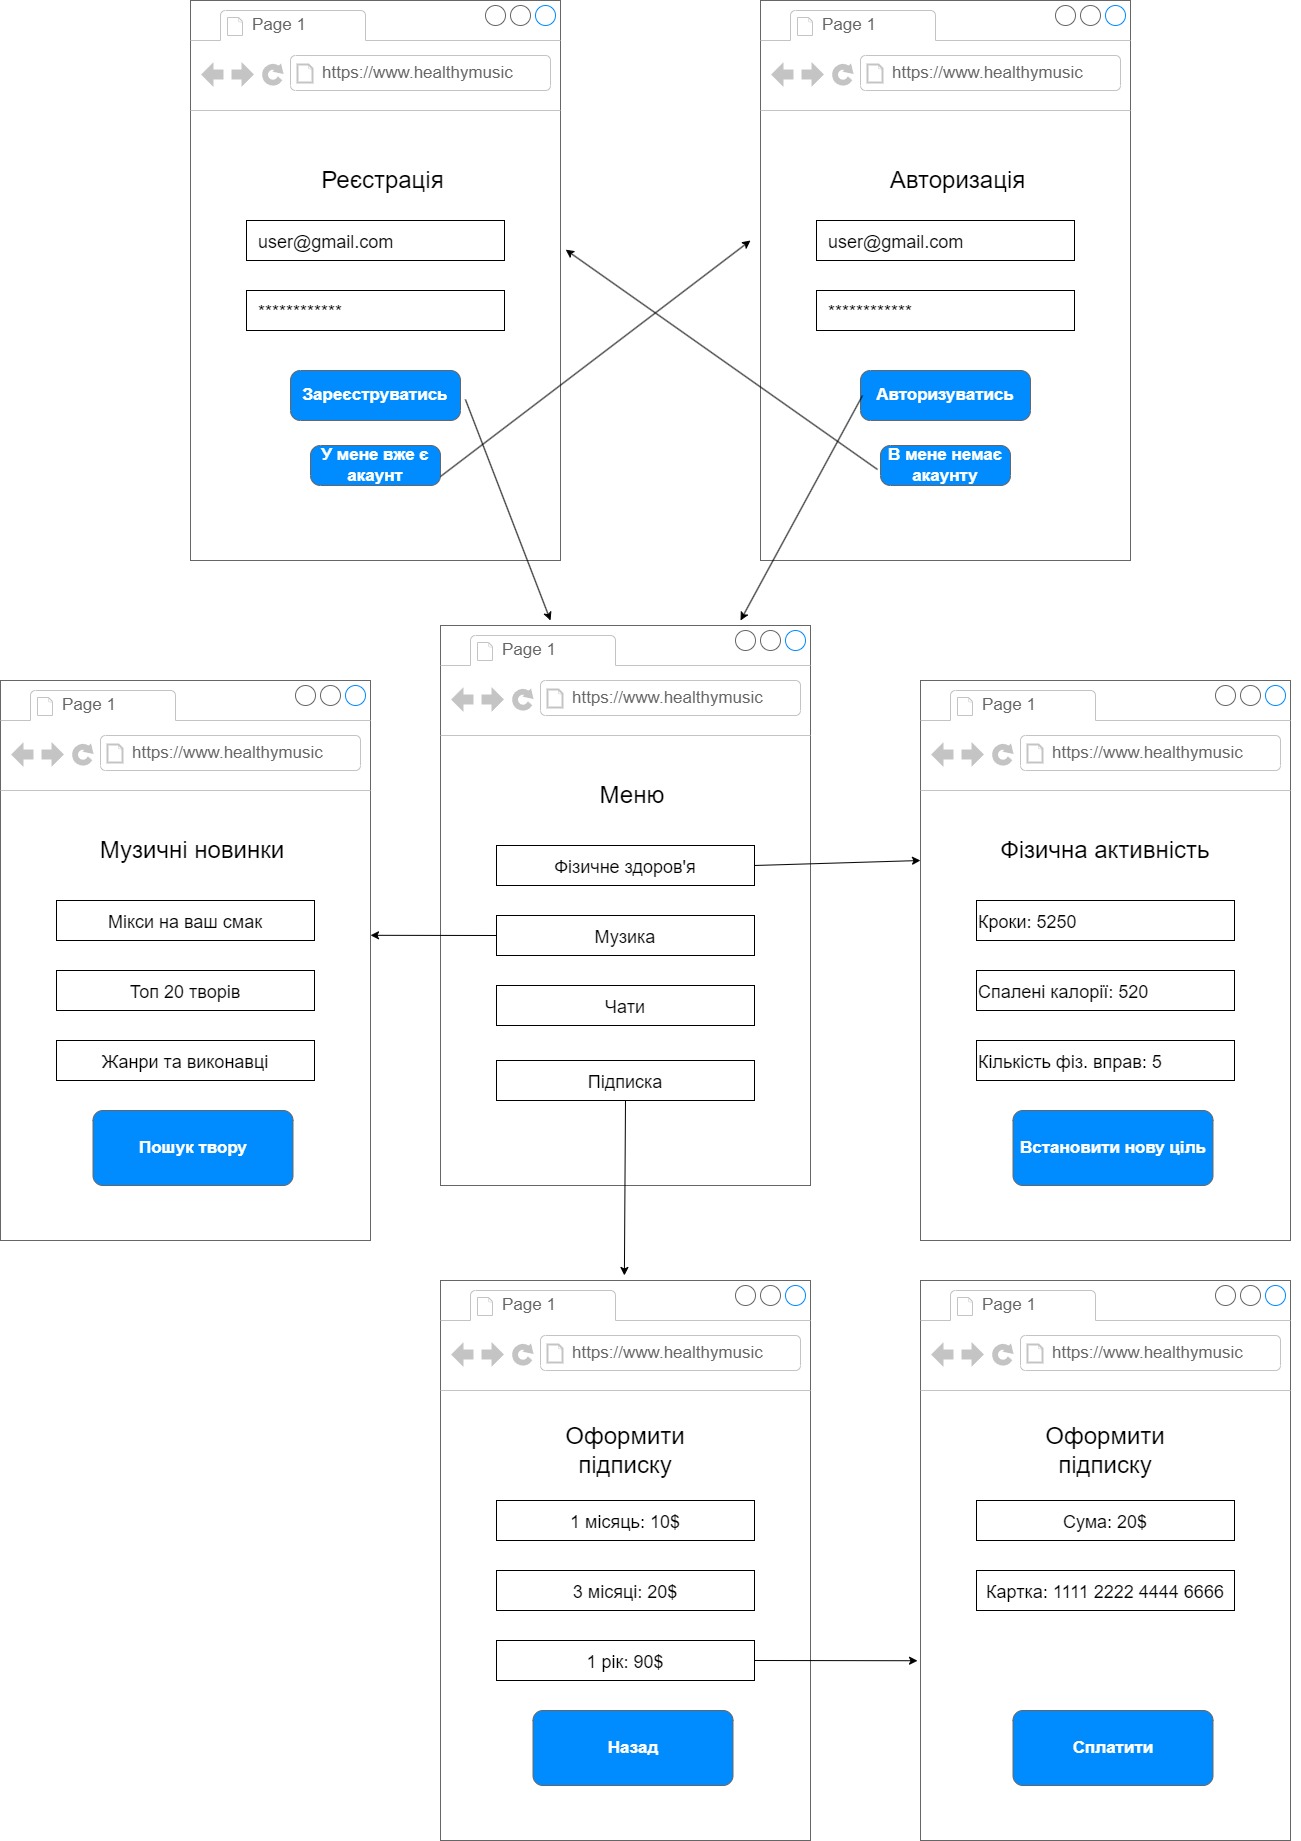 Page 1
https://www.healthymusic
Реєстрація
user@gmail.com
************
Зареєструватись
У мене вже є
акаунт
Page 1
https://www.healthymusic
Авторизація
user@gmail.com
************
Авторизуватись
В мене немає
акаунту
Page 1
https://www.healthymusic
Музичні новинки
Мікси на ваш смак
Топ 20 творів
Жанри та виконавці
Пошук твору
Page 1
https://www.healthymusic
Меню
Фізичне здоров'я
Музика
Чати
Підписка
Page 1
https://www.healthymusic
Фізична активність
Кроки: 5250
Спалені калорії: 520
Кількість фіз. вправ: 5
Встановити нову ціль
Page 1
https://www.healthymusic
Оформити
підписку
1 місяць: 10$
3 місяці: 20$
1 рік: 90$
Назад
Page 1
https://www.healthymusic
Оформити
підписку
Сума: 20$
Картка: 1111 2222 4444 6666
Сплатити